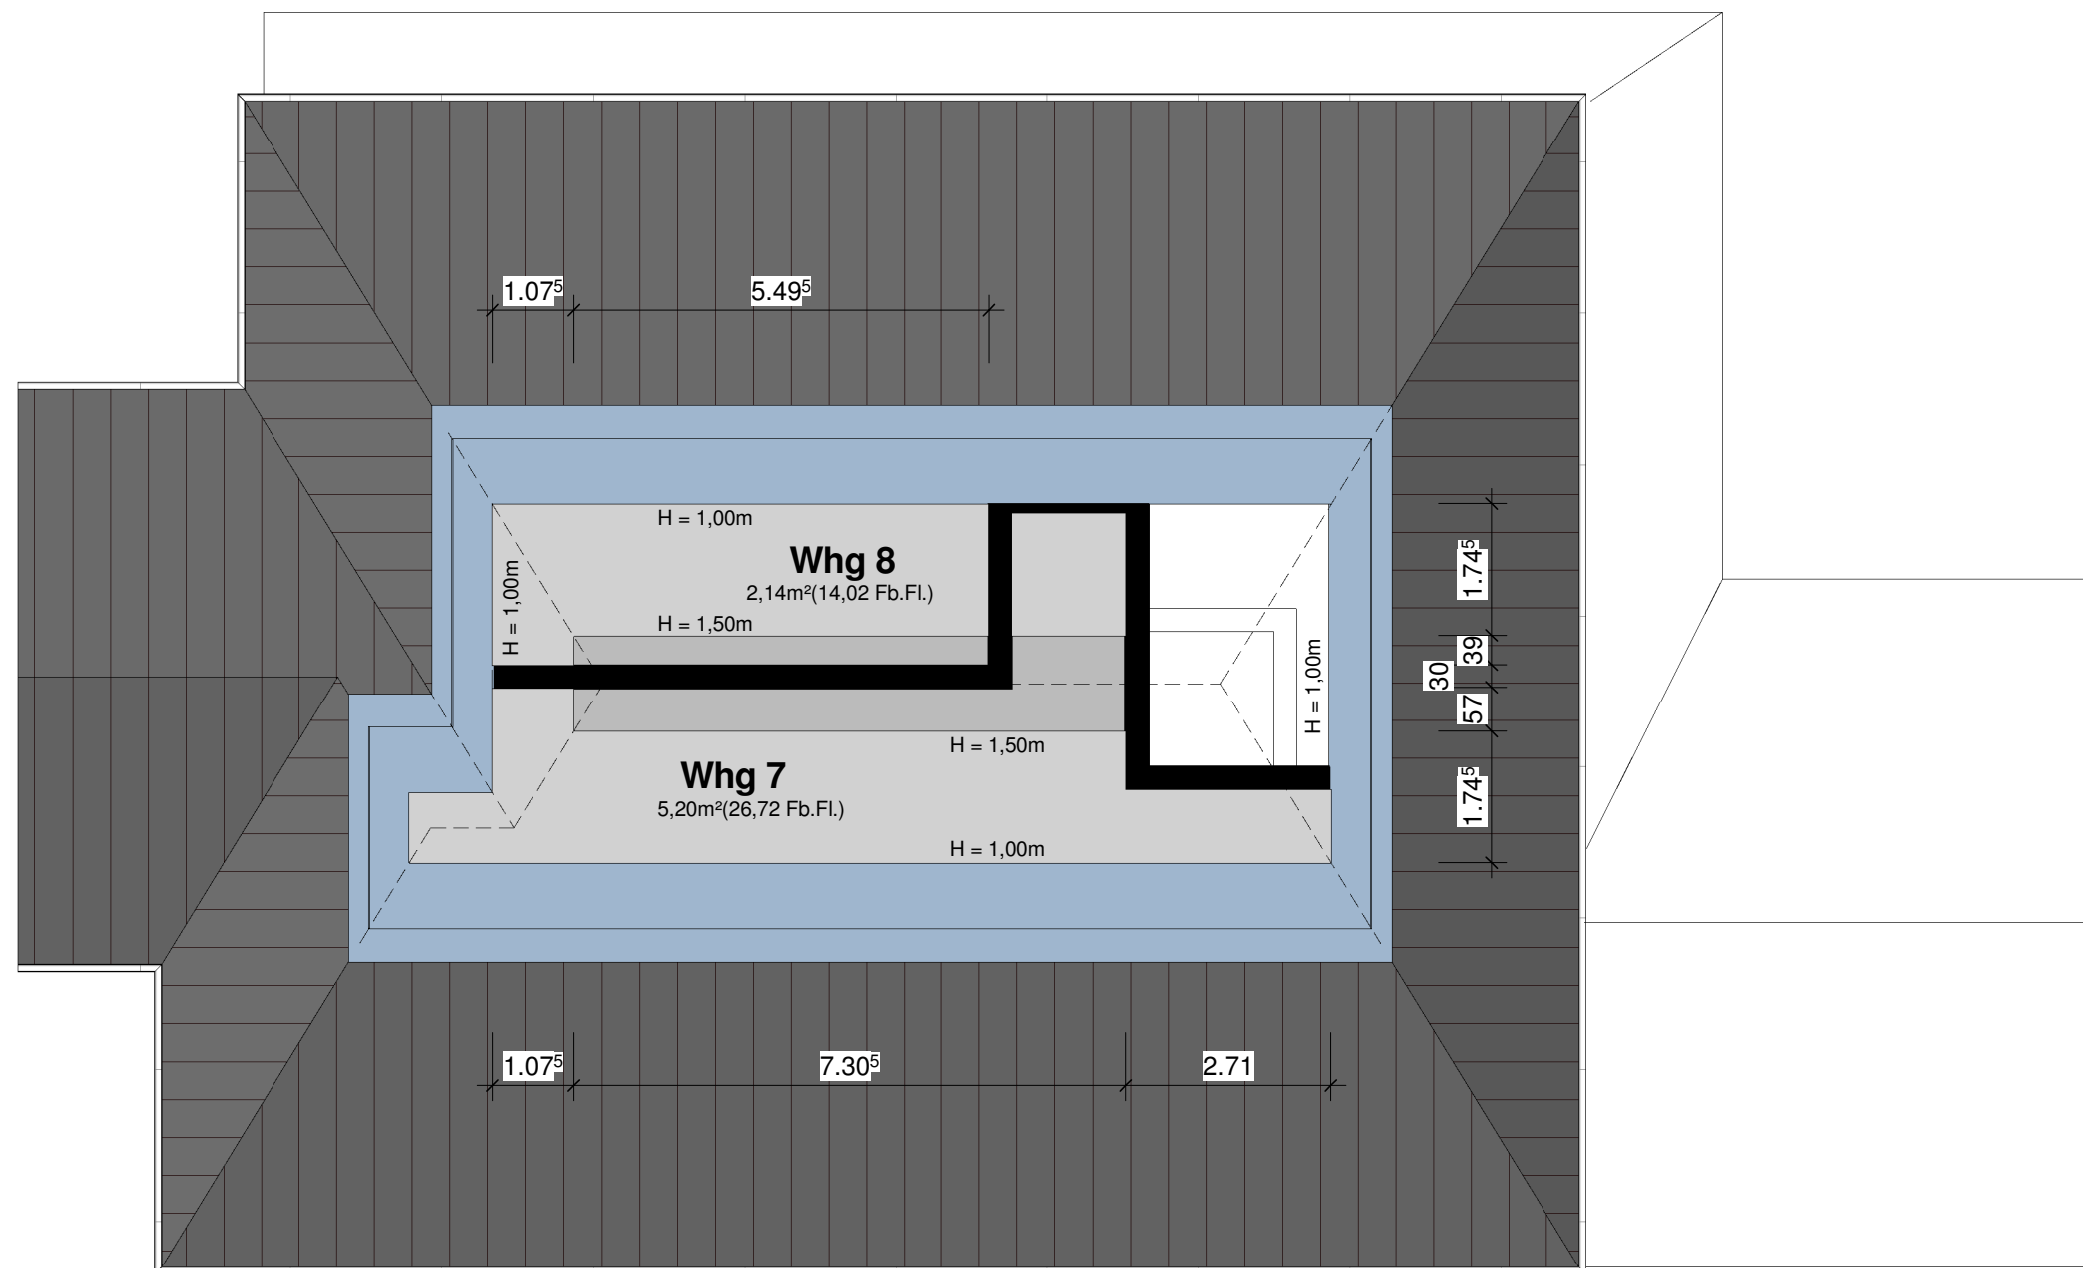 1.07⁵
5.49⁵
H = 1,00m
Whg 8
2,14m²(14,02 Fb.Fl.)
H = 1,00m
H = 1,50m
1.74⁵
39
30
57
1.74⁵
H = 1,00m
H = 1,50m
Whg 7
5,20m²(26,72 Fb.Fl.)
H = 1,00m
1.07⁵
7.30⁵
2.71